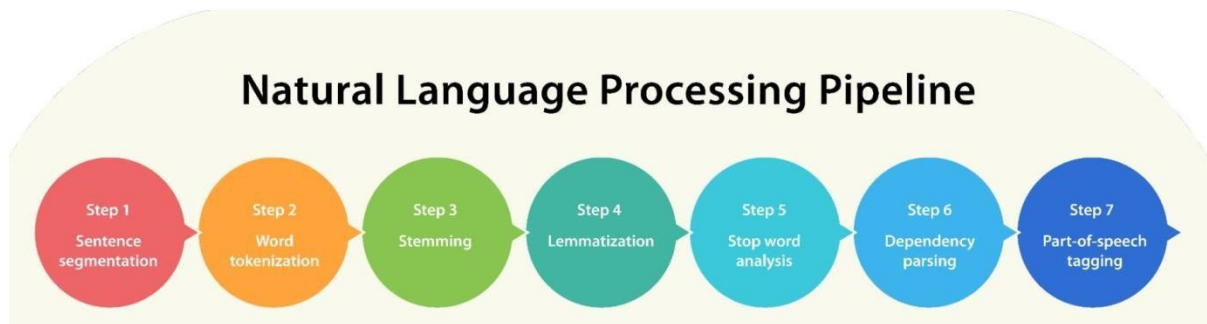 Natural Language Processing Pipeline
Step 1
Sentence
segmentation
Step 2
Word
tokenization
Step 3
Stemming
Step 4
Lemmatization
Step 5
Stop word
analysis
Step 6
Dependency
parsing
Step 7
Part-of-speech
tagging